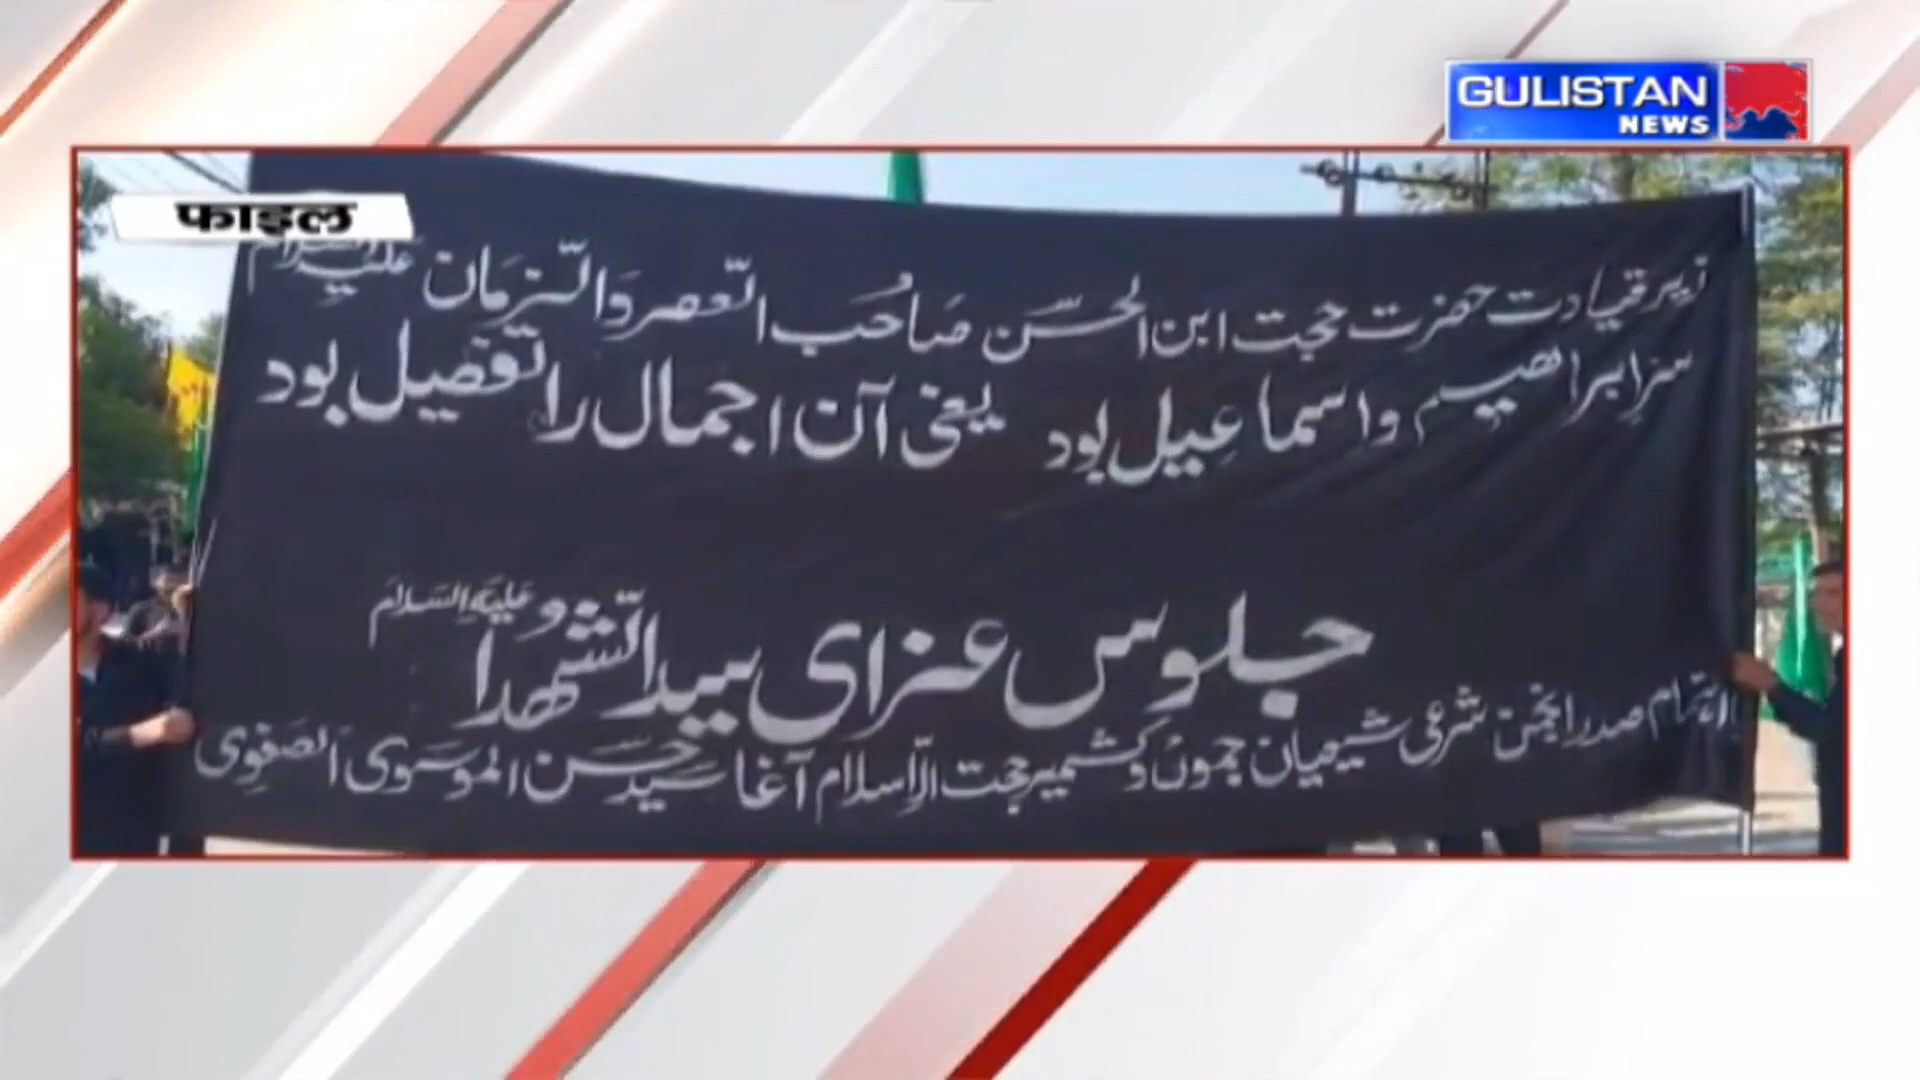 GULISTAN
NEWS
फाइल
زیر قیادت حضرت حجت ابن الحسن صاحب العصر والزمان علیہ السلام
سرِ ابراھیم و اسماعیل بود یعنی آن اجمال را تفصیل بود
جلوس عزای سید الشھدا علیہ السلام
اہتمام صدر انجمن شرعی شیعیان جموں و کشمیر حجت الاسلام آغا سید حسن الموسوی الصفوی